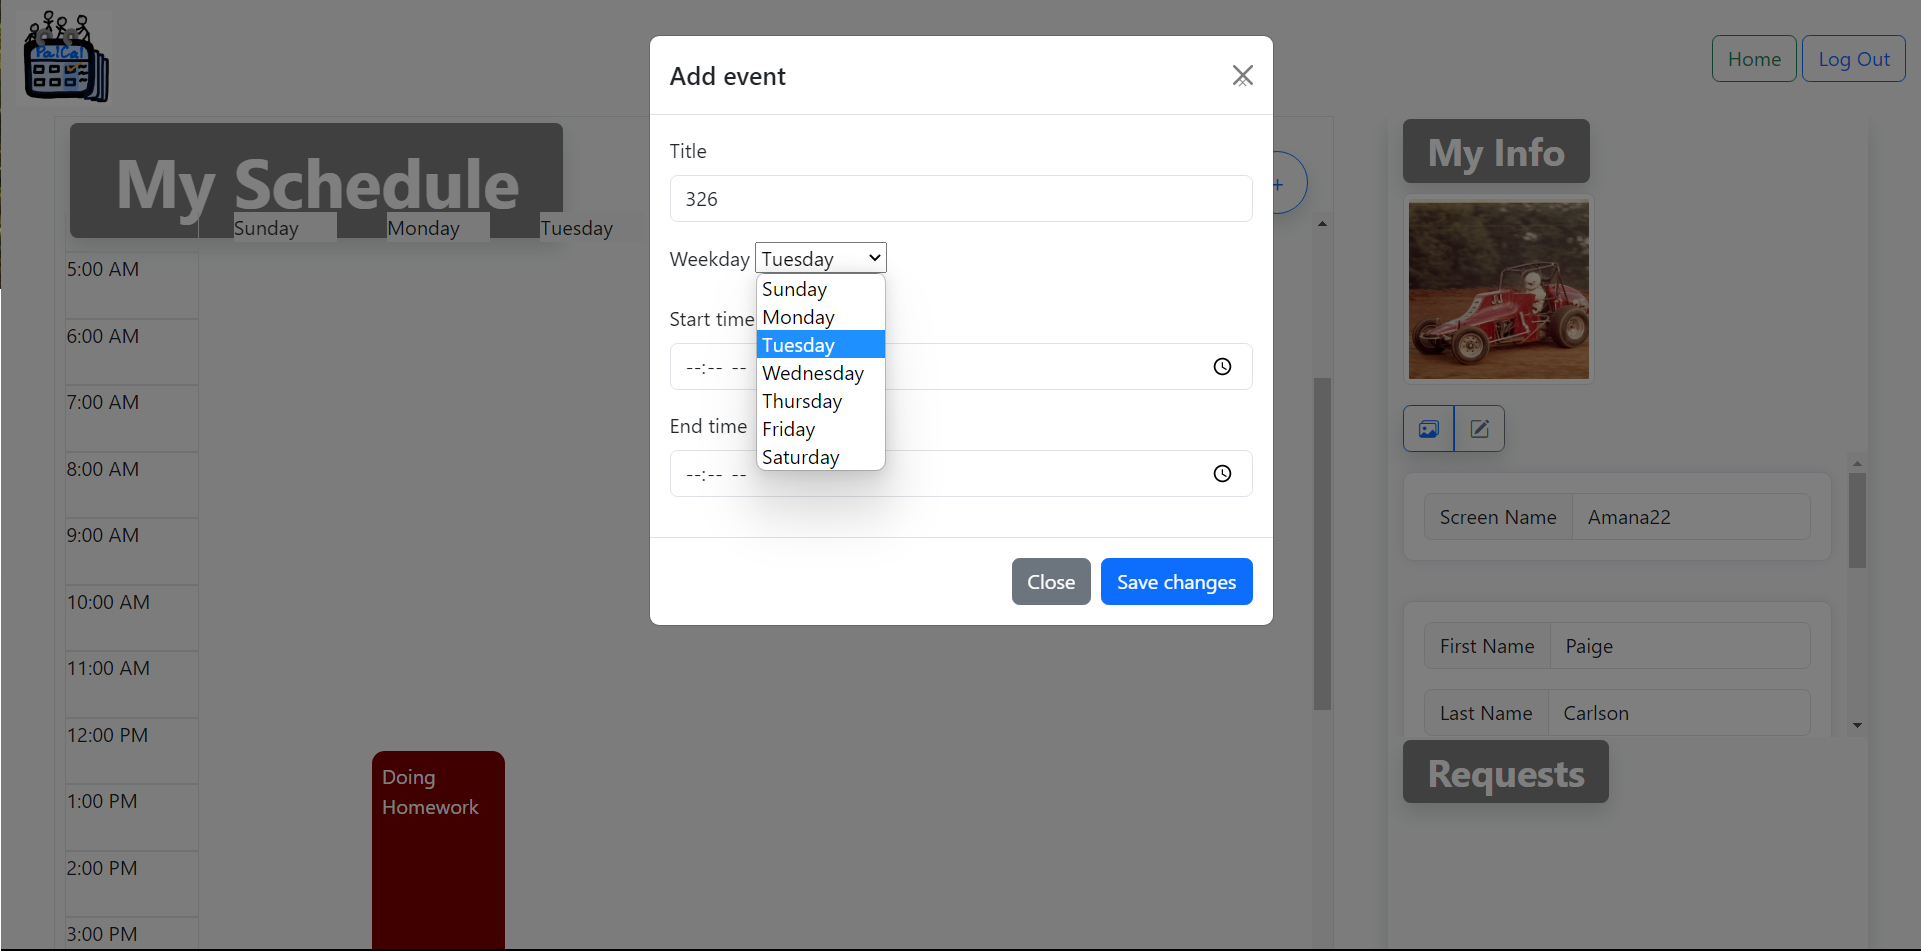 PalCal
Home
Log Out
Add event
Title
326
Weekday
Tuesday
Sunday
Monday
Tuesday
Wednesday
Thursday
Friday
Saturday
Start time
--:-- --
End time
--:-- --
Close
Save changes
My Schedule
+
Sunday
Monday
Tuesday
5:00 AM
6:00 AM
7:00 AM
8:00 AM
9:00 AM
10:00 AM
11:00 AM
12:00 PM
1:00 PM
2:00 PM
3:00 PM
Doing
Homework
My Info
Screen Name
Amana22
First Name
Paige
Last Name
Carlson
Requests